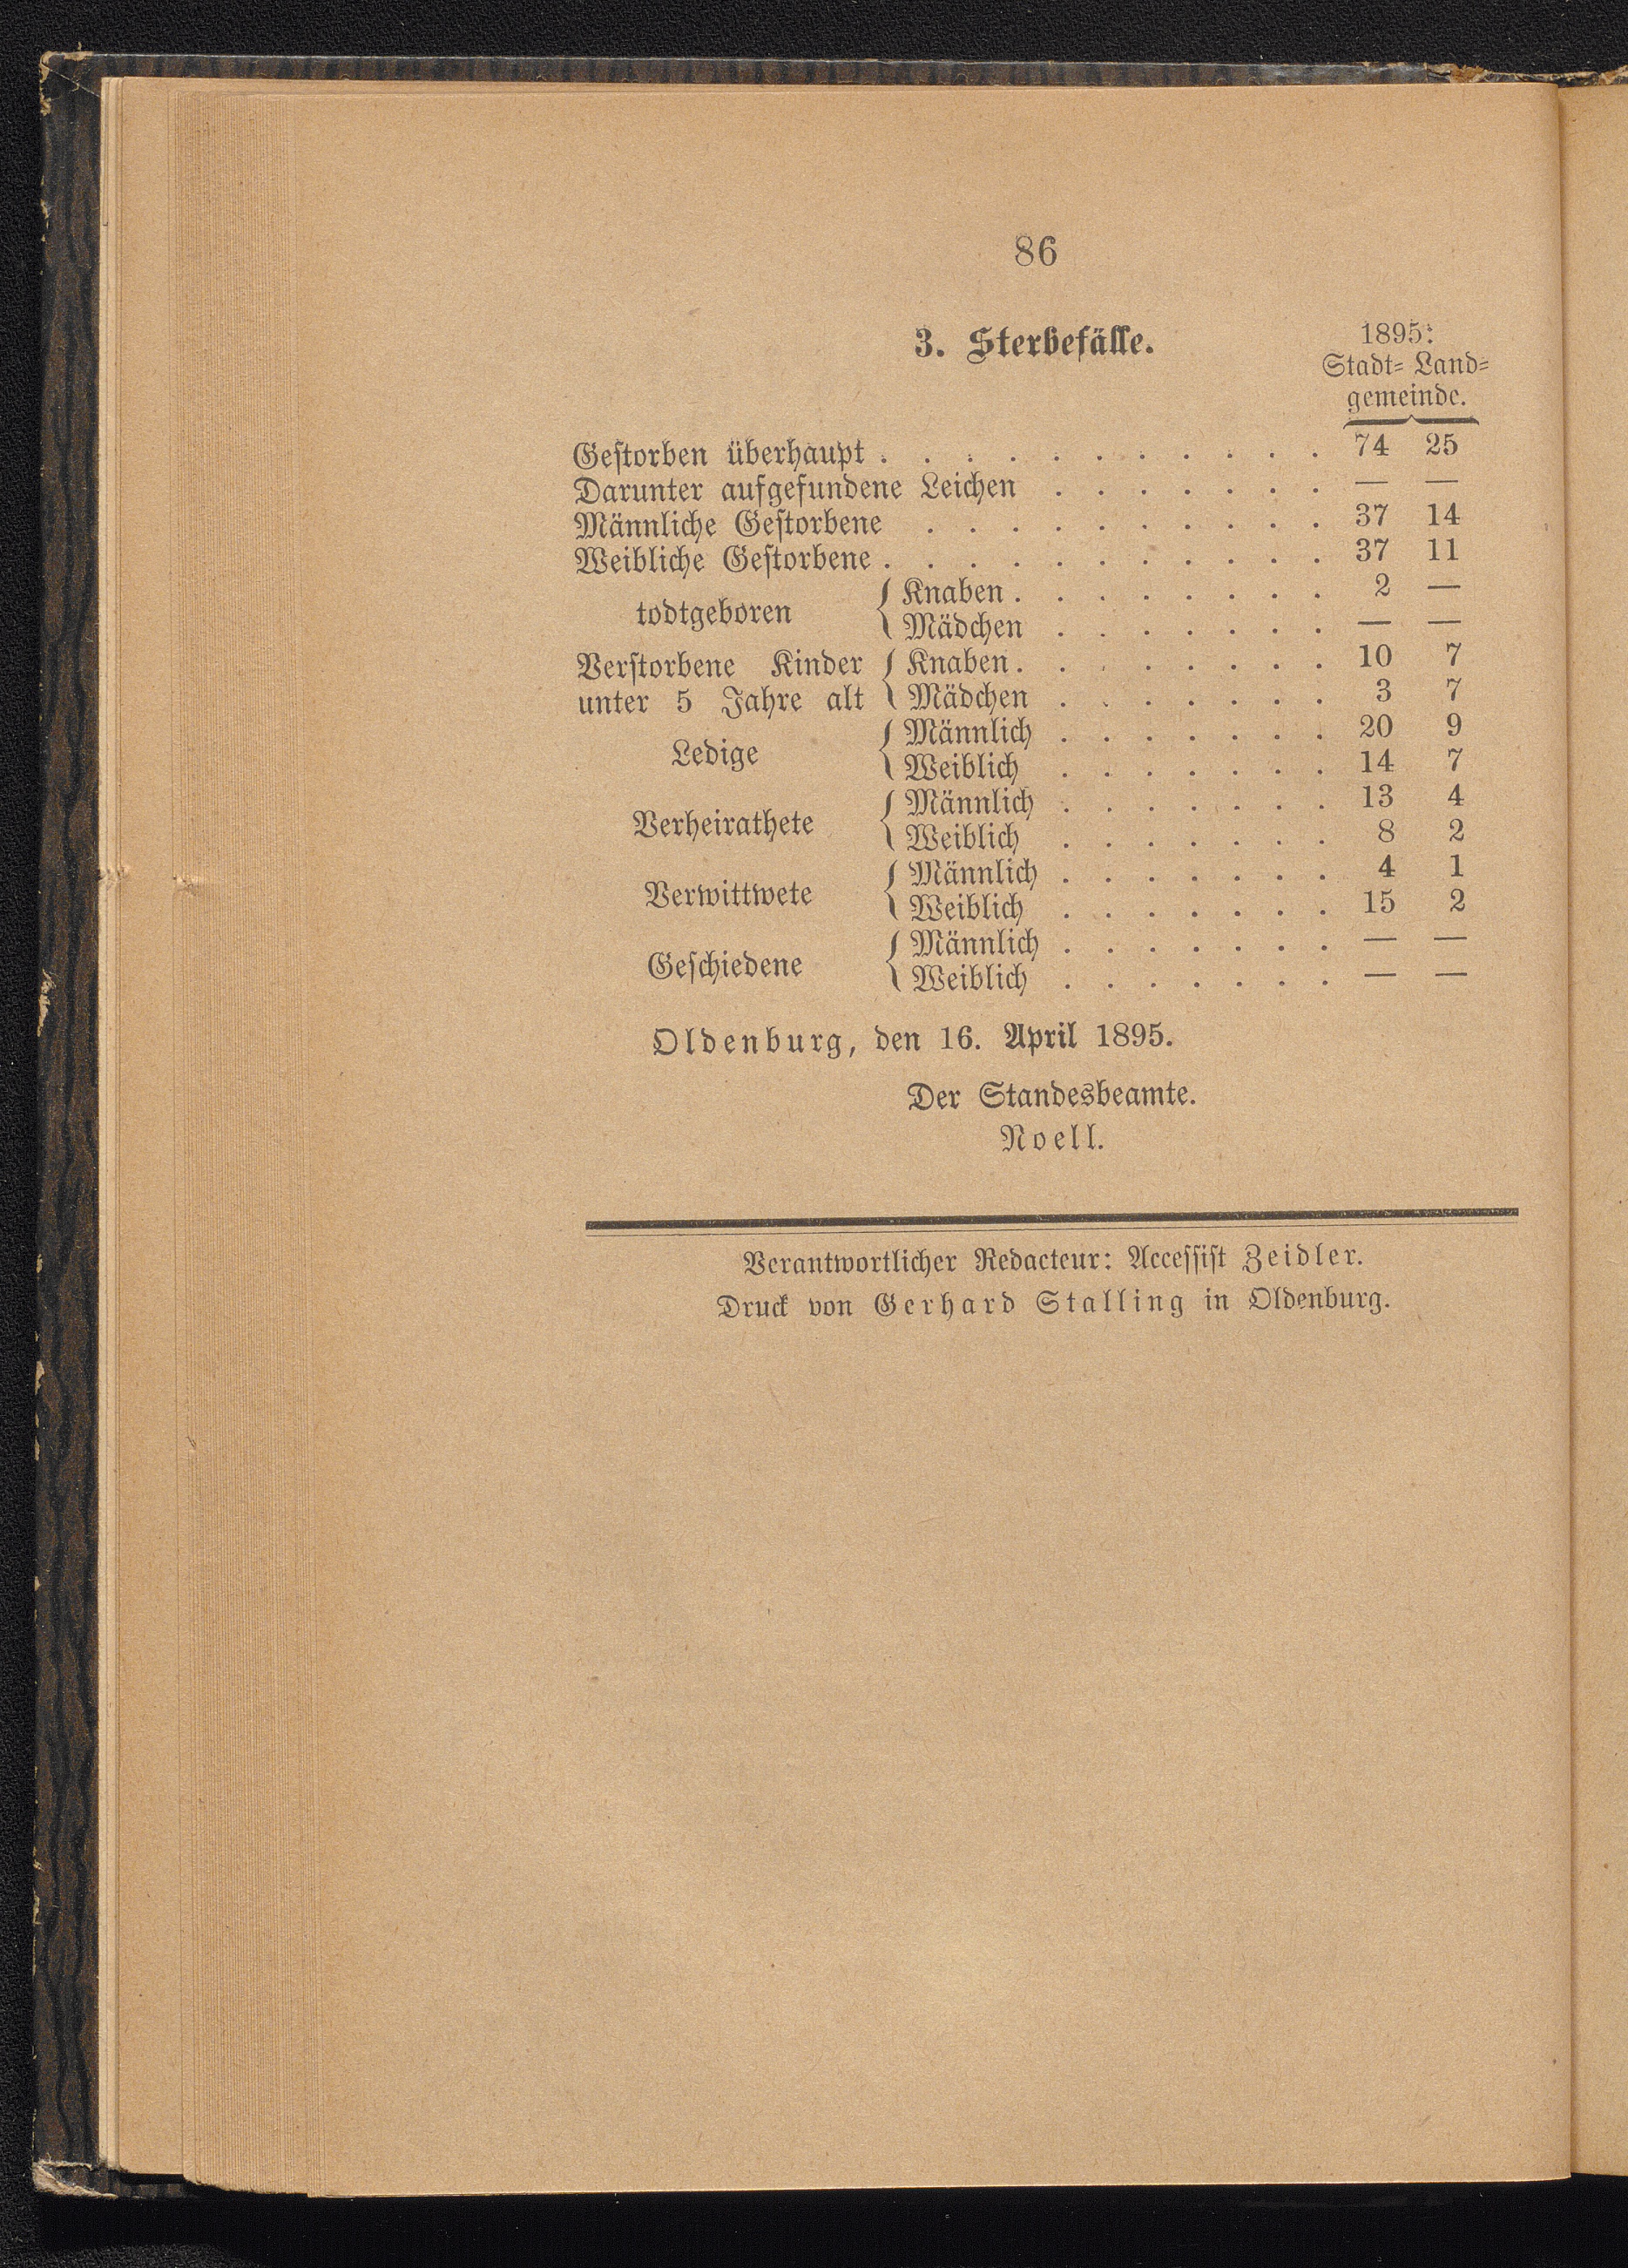 86
3. Sterbefälle.
1895:
Stadt= Land=
gemeinde.
Gestorben überhaupt . . . . . . . . . . . 74 25
Darunter aufgefundene Leichen . . . . . . . — —
Männliche Gestorbene . . . . . . . . . . 37 14
Weibliche Gestorbene . . . . . . . . . . . 37 11
todtgeboren { Knaben . . . . . . . . 2 —
{ Mädchen . . . . . . . — —
Verstorbene Kinder { Knaben . . . . . . . . 10 7
unter 5 Jahre alt { Mädchen . . . . . . . 3 7
Ledige { Männlich . . . . . . . 20 9
{ Weiblich . . . . . . . 14 7
Verheirathete { Männlich . . . . . . . 13 4
{ Weiblich . . . . . . . 8 2
Verwittwete { Männlich . . . . . . . 4 1
{ Weiblich . . . . . . . 15 2
Geschiedene { Männlich . . . . . . . — —
{ Weiblich . . . . . . . — —
Oldenburg, den 16. April 1895.
Der Standesbeamte.
Noell.
Verantwortlicher Redacteur: Accessist Zeidler.
Druck von Gerhard Stalling in Oldenburg.